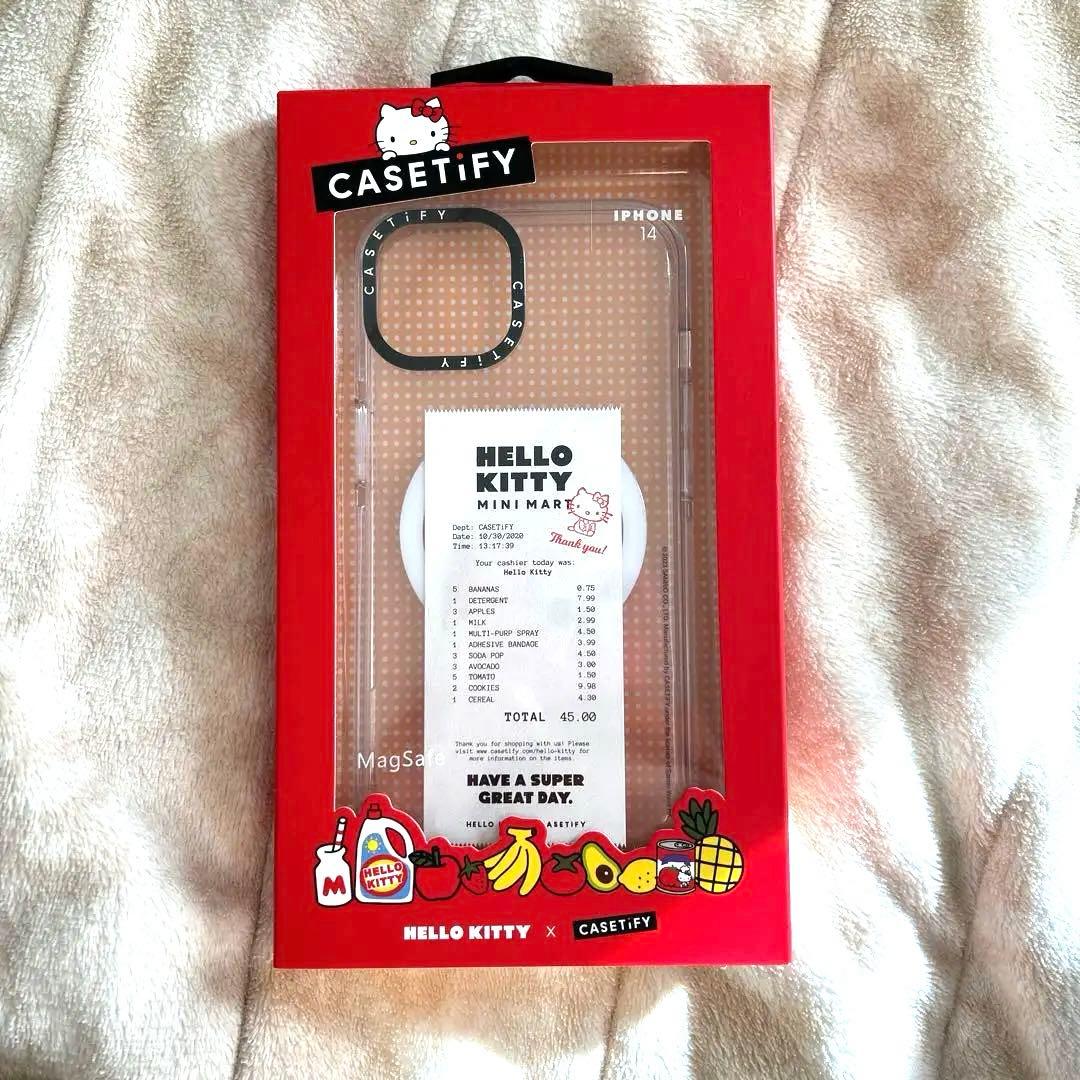 CASETiFY
IPHONE
14
CASETiFY
CASETiFY
CASETiFY
HELLO
KITTY
MINI MART
Thank you!
Dept: CASETiFY
Date: 10/30/2020
Time: 13:17:39
Your cashier today was:
Hello Kitty
5 BANANAS 0.75
1 DETERGENT 7.99
3 APPLES 1.50
1 MILK 2.99
1 MULTI-PURP SPRAY 4.50
1 ADHESIVE BANDAGE 3.99
3 SODA POP 4.50
3 AVOCADO 3.00
5 TOMATO 1.50
2 COOKIES 9.98
1 CEREAL 4.30
TOTAL 45.00
Thank you for shopping with us! Please
visit www.casetify.com/hello-kitty for
more information on the items.
MagSafe
HAVE A SUPER
GREAT DAY.
HELLO ASETiFY
M
HELLO
KITTY
HELLO KITTY X CASETiFY